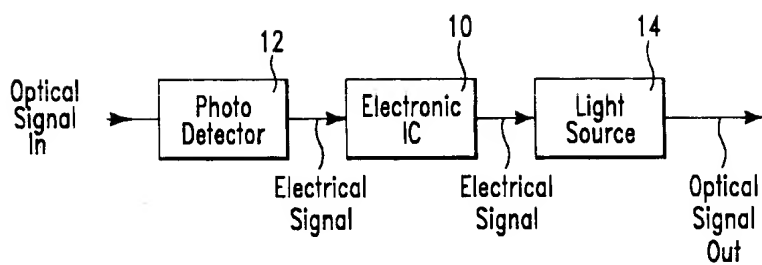 12
10
14
Optical
Signal
In
Photo
Detector
Electronic
IC
Light
Source
Electrical
Signal
Electrical
Signal
Optical
Signal
Out